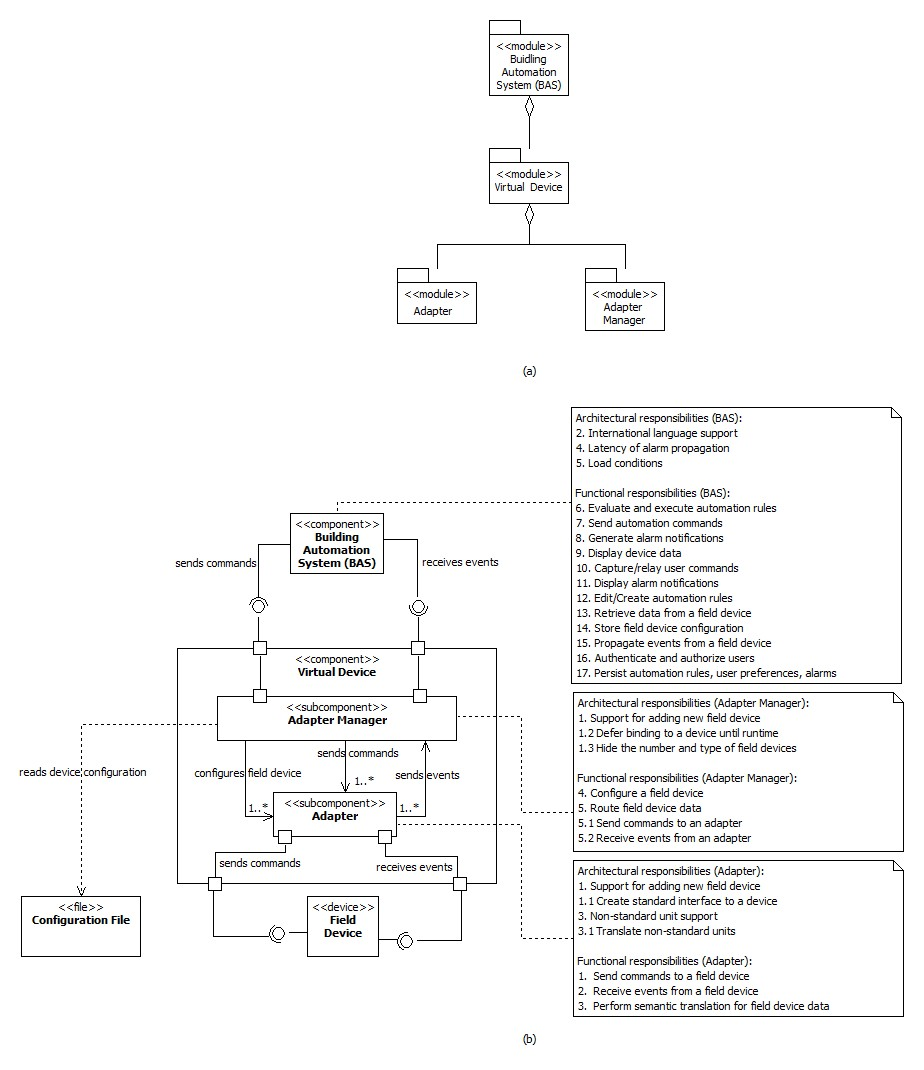 <<module>>
Buidling
Automation
System (BAS)
<<module>>
Virtual Device
<<module>>
Adapter
<<module>>
Adapter
Manager
(a)
Architectural responsibilities (BAS):
2. International language support
4. Latency of alarm propagation
5. Load conditions
Functional responsibilities (BAS):
6. Evaluate and execute automation rules
7. Send automation commands
8. Generate alarm notifications
9. Display device data
10. Capture/relay user commands
11. Display alarm notifications
12. Edit/Create automation rules
13. Retrieve data from a field device
14. Store field device configuration
15. Propagate events from a field device
16. Authenticate and authorize users
17. Persist automation rules, user preferences, alarms
<<component>>
Building
Automation
System (BAS)
sends commands
receives events
<<component>>
Virtual Device
<<subcomponent>>
Adapter Manager
reads device configuration
configures field device
sends commands
sends events
1..*
1..*
1..*
<<subcomponent>>
Adapter
sends commands
receives events
<<file>>
Configuration File
<<device>>
Field
Device
Architectural responsibilities (Adapter Manager):
1. Support for adding new field device
1.2 Defer binding to a device until runtime
1.3 Hide the number and type of field devices
Functional responsibilities (Adapter Manager):
4. Configure a field device
5. Route field device data
5.1 Send commands to an adapter
5.2 Receive events from an adapter
Architectural responsibilities (Adapter):
1. Support for adding new field device
1.1 Create standard interface to a device
3. Non-standard unit support
3.1 Translate non-standard units
Functional responsibilities (Adapter):
1. Send commands to a field device
2. Receive events from a field device
3. Perform semantic translation for field device data
(b)